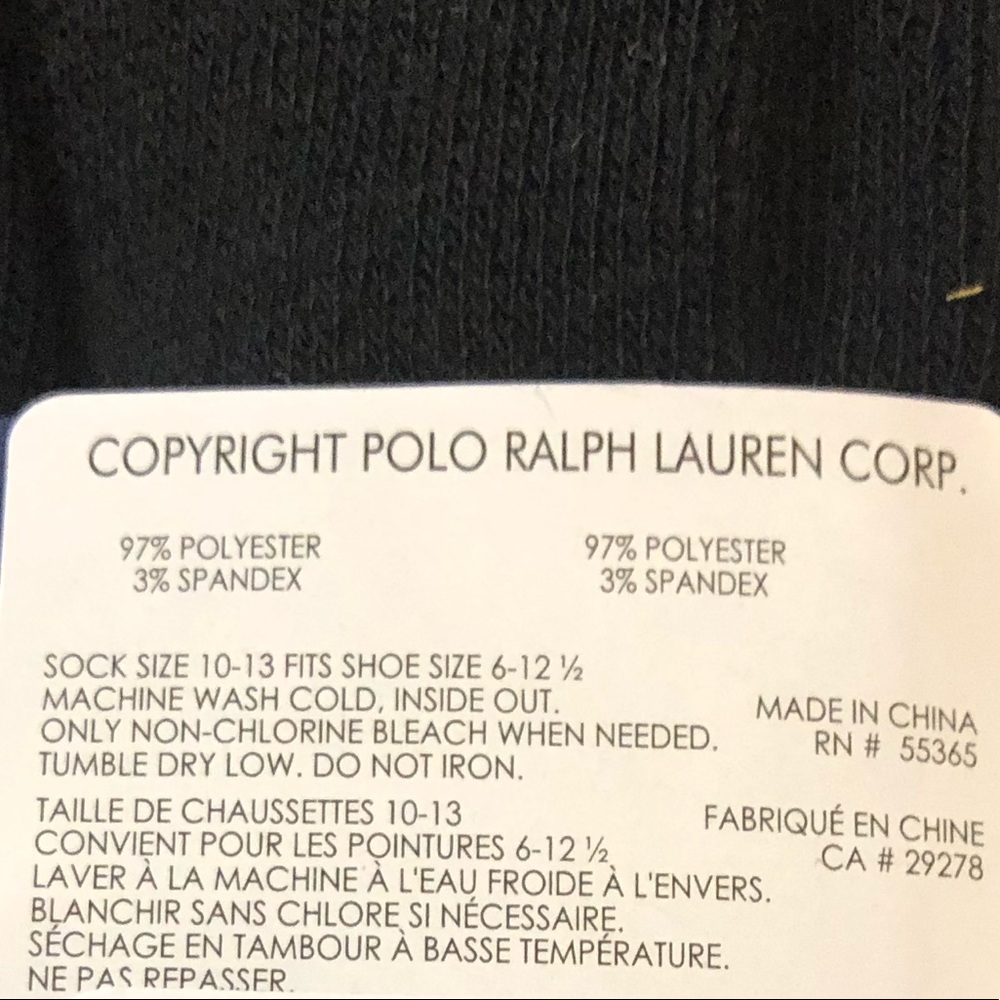 COPYRIGHT POLO RALPH LAUREN CORP.
97% POLYESTER
3% SPANDEX
97% POLYESTER
3% SPANDEX
SOCK SIZE 10-13 FITS SHOE SIZE 6-12 ½
MACHINE WASH COLD, INSIDE OUT.
ONLY NON-CHLORINE BLEACH WHEN NEEDED.
TUMBLE DRY LOW. DO NOT IRON.
MADE IN CHINA
RN # 55365
TAILLE DE CHAUSSETTES 10-13
CONVIENT POUR LES POINTURES 6-12 ½
LAVER À LA MACHINE À L'EAU FROIDE À L'ENVERS.
BLANCHIR SANS CHLORE SI NÉCESSAIRE.
SÉCHAGE EN TAMBOUR À BASSE TEMPÉRATURE.
NE PAS REPASSER.
FABRIQUÉ EN CHINE
CA # 29278